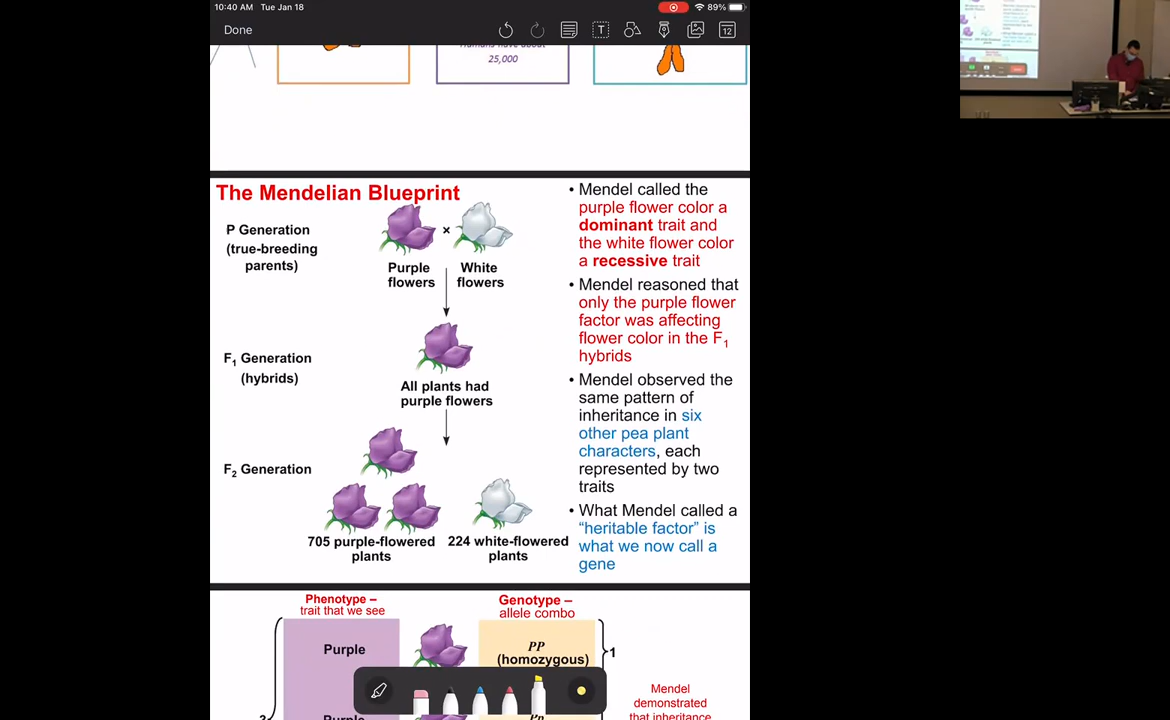 10:40 AM Tue Jan 18
89%
Done
T
12
Humans have about
25,000
The Mendelian Blueprint
P Generation
(true-breeding
parents)
×
Purple
flowers
White
flowers
F1 Generation
(hybrids)
All plants had
purple flowers
F2 Generation
705 purple-flowered
plants
224 white-flowered
plants
• Mendel called the
purple flower color a
dominant trait and
the white flower color
a recessive trait
• Mendel reasoned that
only the purple flower
factor was affecting
flower color in the F1
hybrids
• Mendel observed the
same pattern of
inheritance in six
other pea plant
characters, each
represented by two
traits
• What Mendel called a
“heritable factor” is
what we now call a
gene
Phenotype –
trait that we see
Genotype –
allele combo
Purple
PP
(homozygous)
1
Mendel
demonstrated
that inheritance
3
Purple
Pp